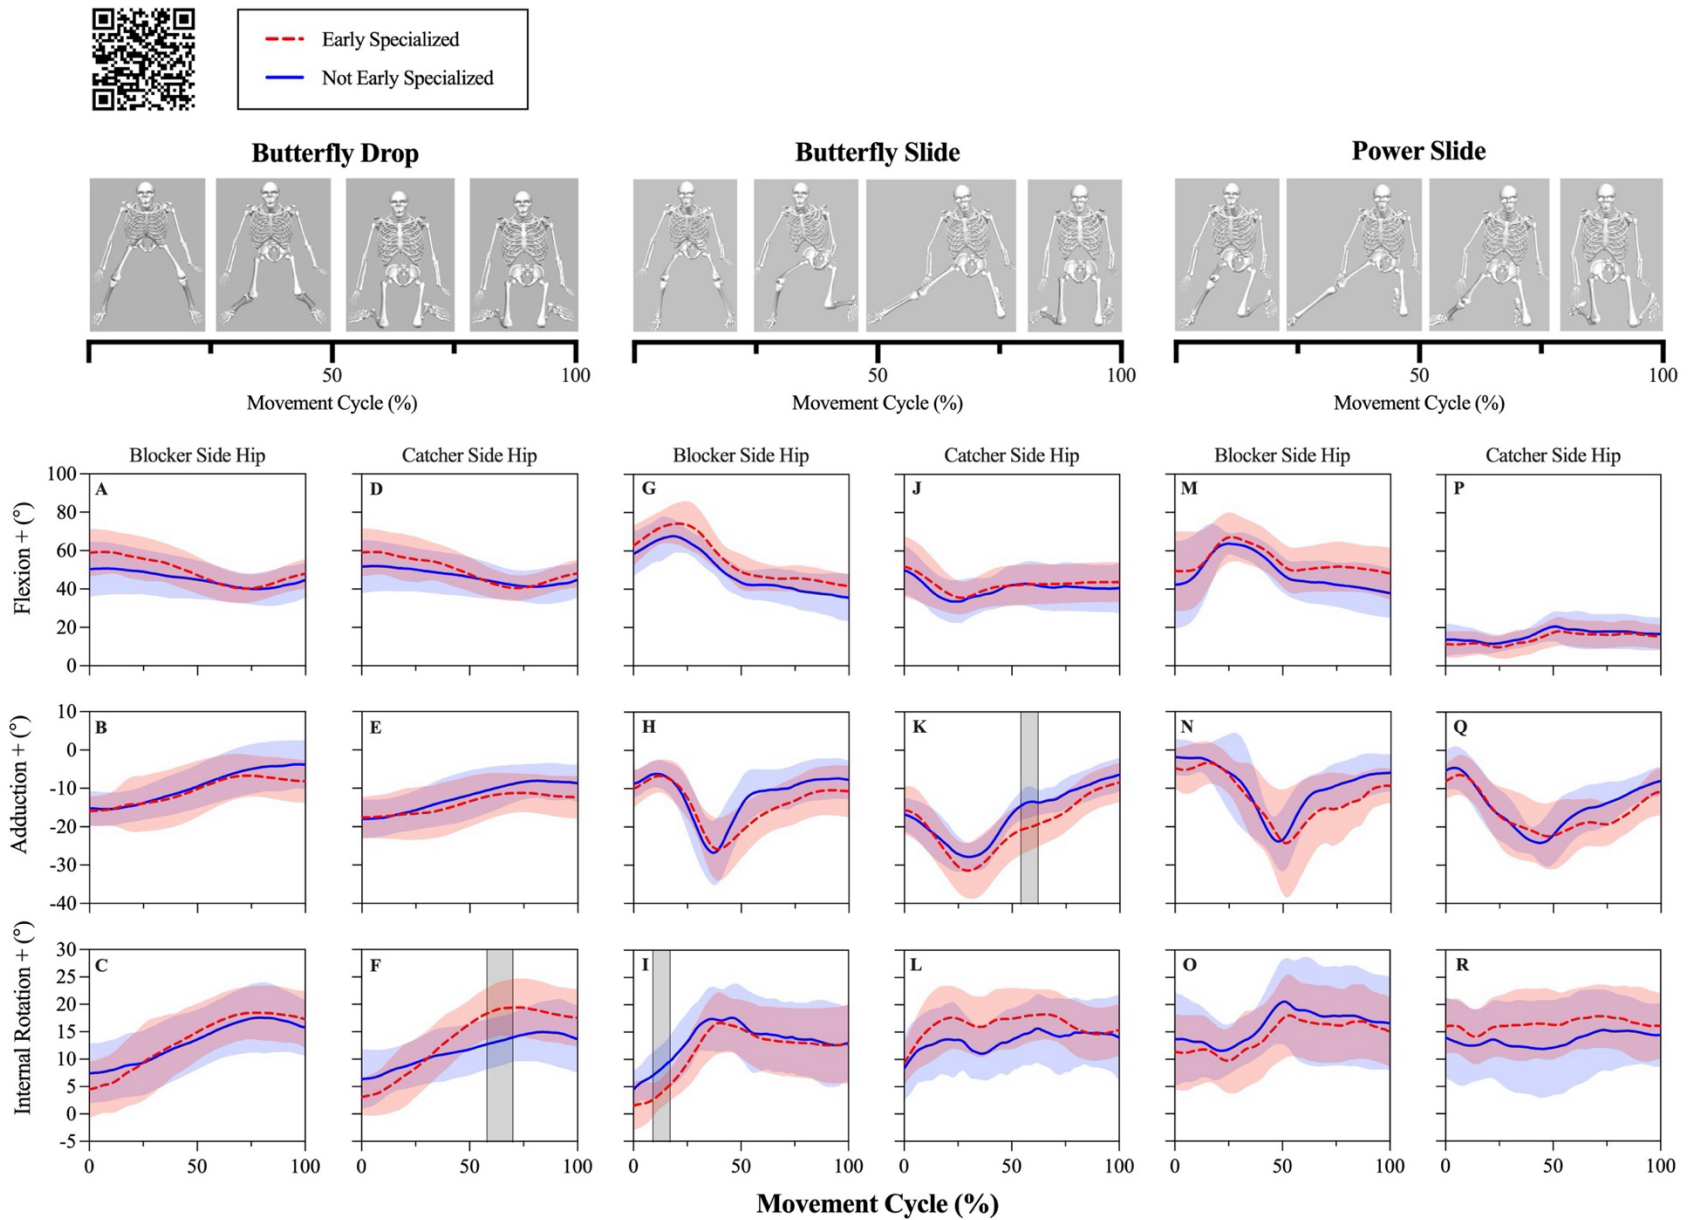 Early Specialized
Not Early Specialized
Butterfly Drop
Butterfly Slide
Power Slide
50 100
50 100
50 100
Movement Cycle (%)
Movement Cycle (%)
Movement Cycle (%)
Blocker Side Hip
Catcher Side Hip
Blocker Side Hip
Catcher Side Hip
Blocker Side Hip
Catcher Side Hip
Flexion + (°)
100
80
60
40
20
0
A
D
G
J
M
P
Adduction + (°)
10
0
-10
-20
-30
-40
B
E
H
K
N
Q
Internal Rotation + (°)
30
25
20
15
10
5
0
-5
C
F
I
L
O
R
0 50 100
0 50 100
0 50 100
0 50 100
0 50 100
0 50 100
Movement Cycle (%)